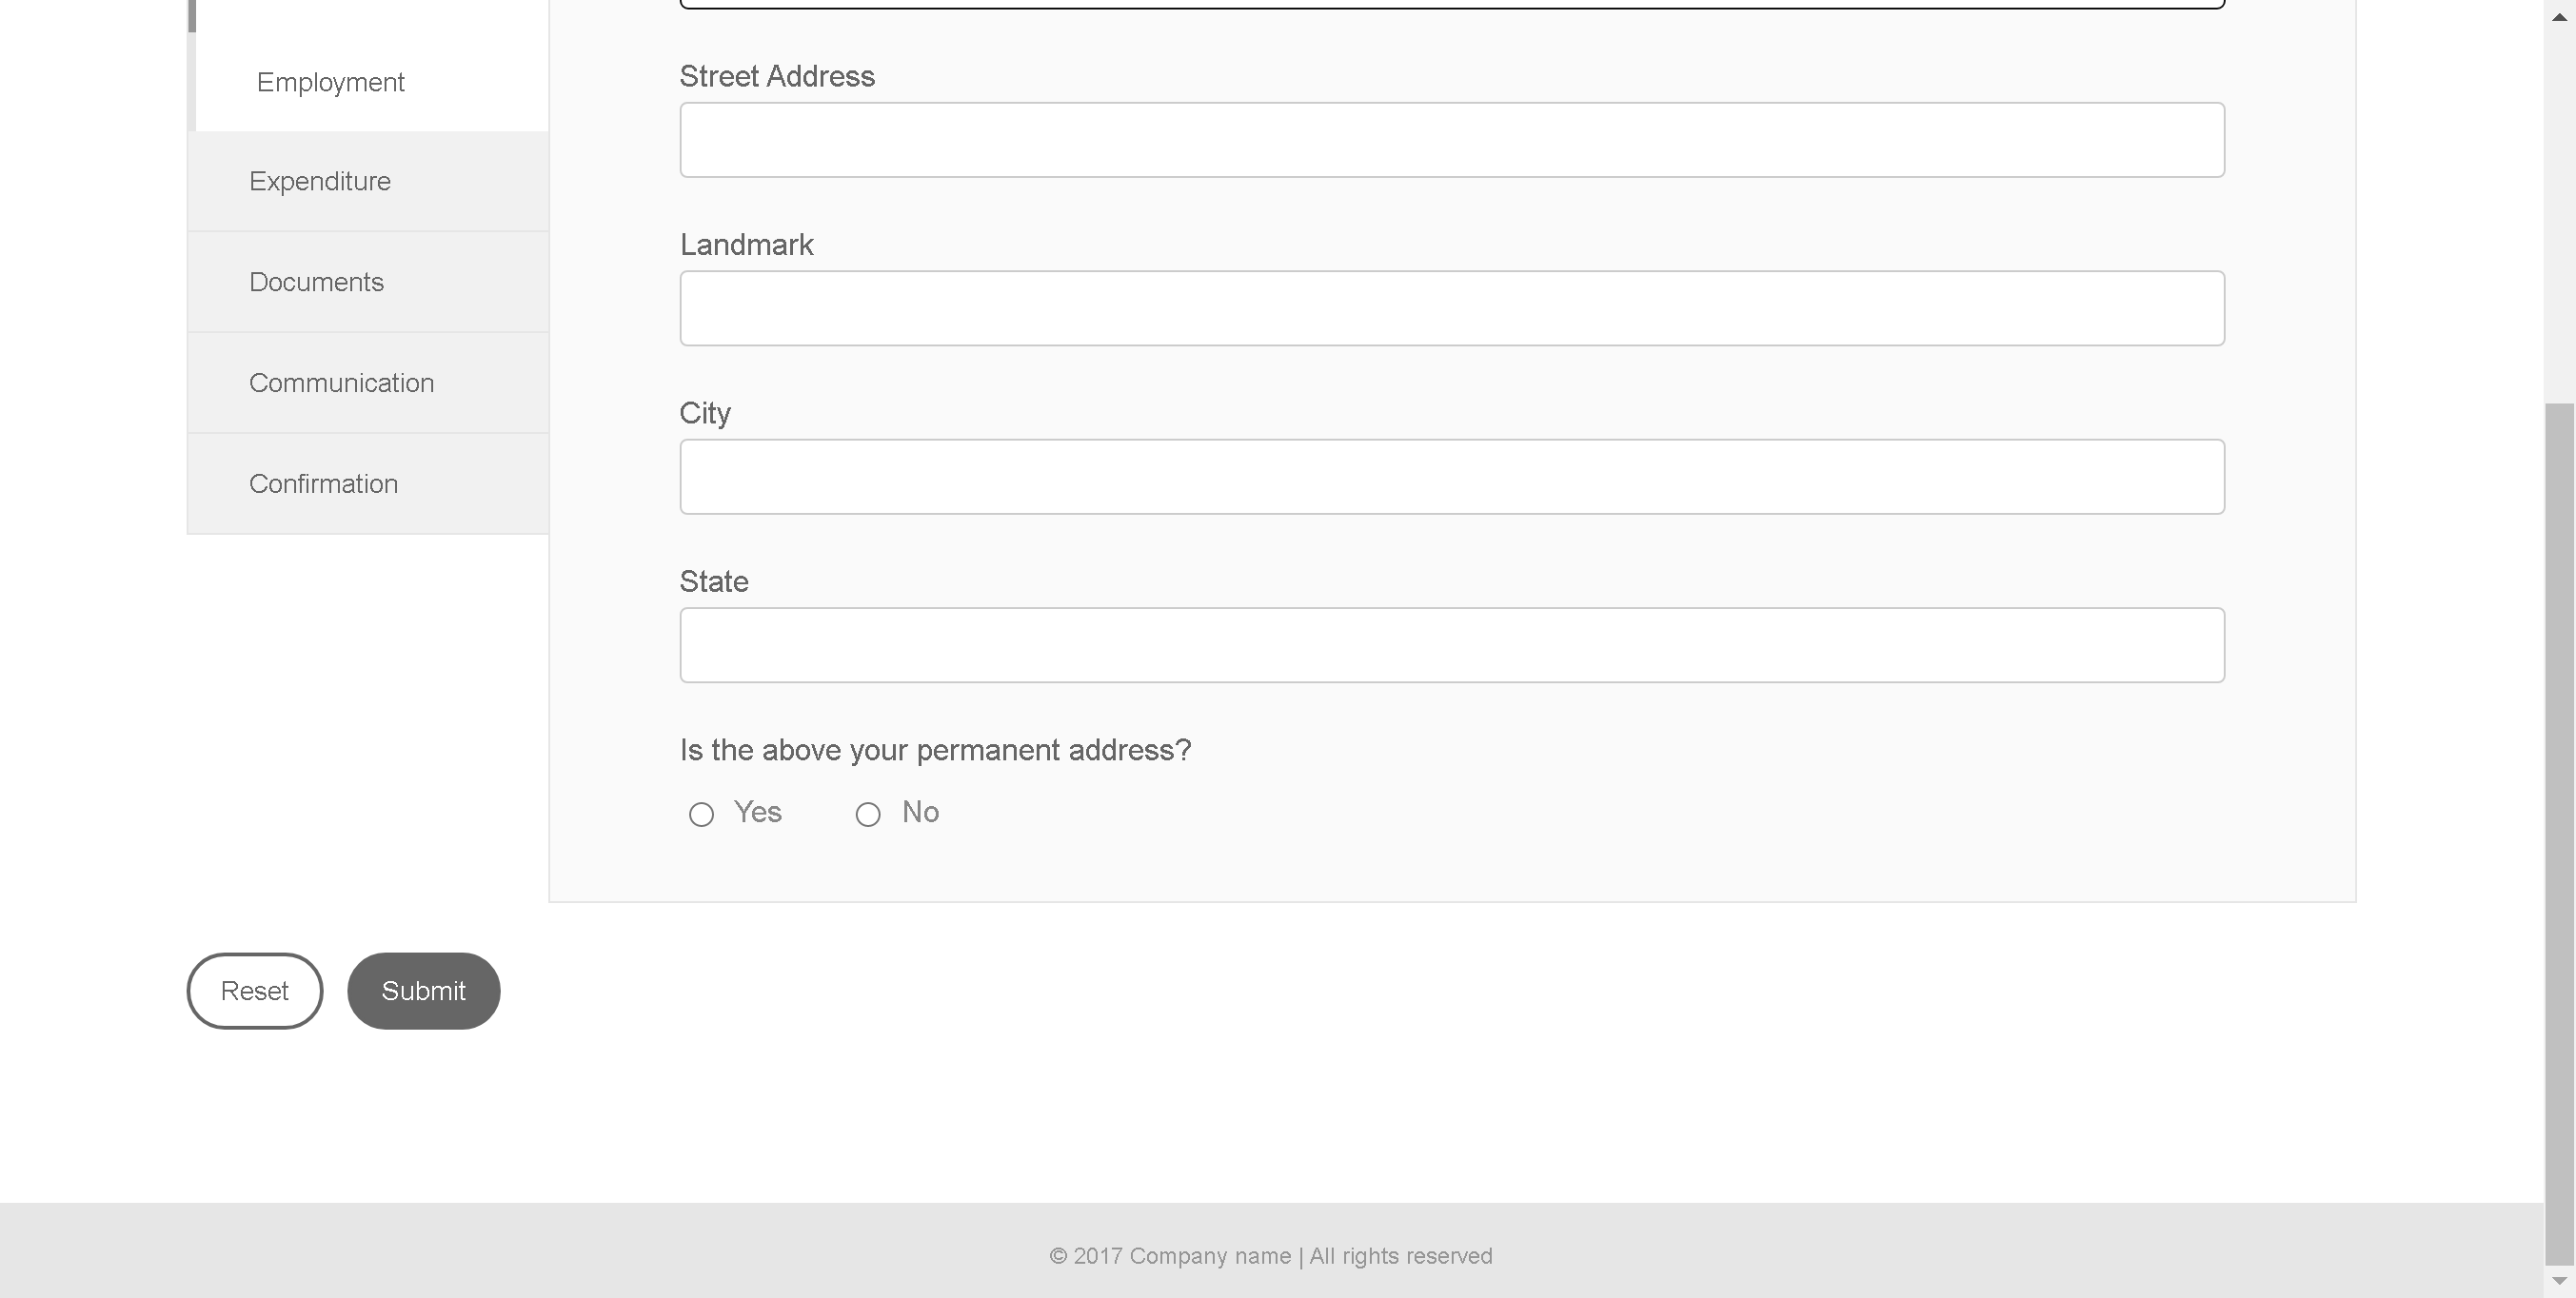 Employment
Expenditure
Documents
Communication
Confirmation
Street Address
Landmark
City
State
Is the above your permanent address?
Yes No
Reset Submit
© 2017 Company name | All rights reserved